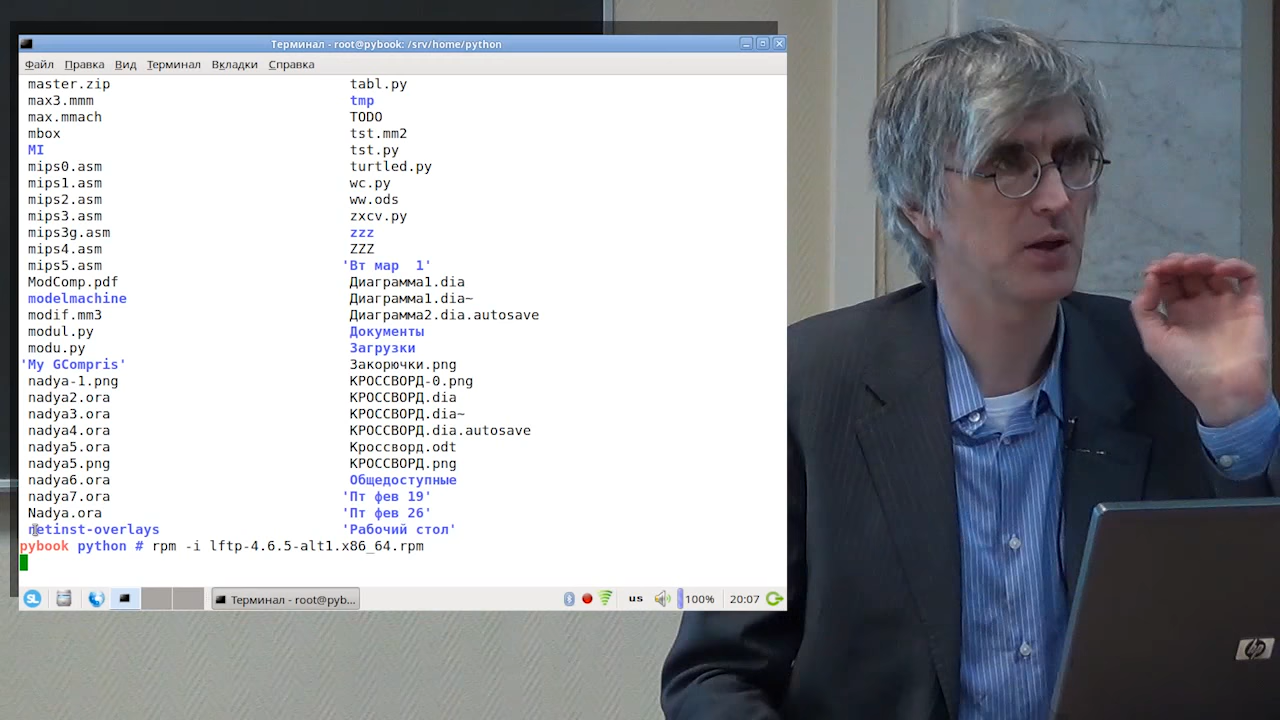 Терминал - root@pybook: /srv/home/python
Файл Правка Вид Терминал Вкладки Справка
master.zip tabl.py
max3.mmm tmp
max.mmach TODO
mbox tst.mm2
MI tst.py
mips0.asm turtled.py
mips1.asm wc.py
mips2.asm ww.ods
mips3.asm zxcv.py
mips3g.asm zzz
mips4.asm ZZZ
mips5.asm 'Вт мар  1'
ModComp.pdf Диаграмма1.dia
modelmachine Диаграмма1.dia~
modif.mm3 Диаграмма2.dia.autosave
modul.py Документы
modu.py Загрузки
'My GCompris' Закорючки.png
nadya-1.png КРОССВОРД-0.png
nadya2.ora КРОССВОРД.dia
nadya3.ora КРОССВОРД.dia~
nadya4.ora КРОССВОРД.dia.autosave
nadya5.ora Кроссворд.odt
nadya5.png КРОССВОРД.png
nadya6.ora Общедоступные
nadya7.ora 'Пт фев 19'
Nadya.ora 'Пт фев 26'
netinst-overlays 'Рабочий стол'
pybook python # rpm -i lftp-4.6.5-alt1.x86_64.rpm
SL Терминал - root@pyb... us 100% 20:07
hp